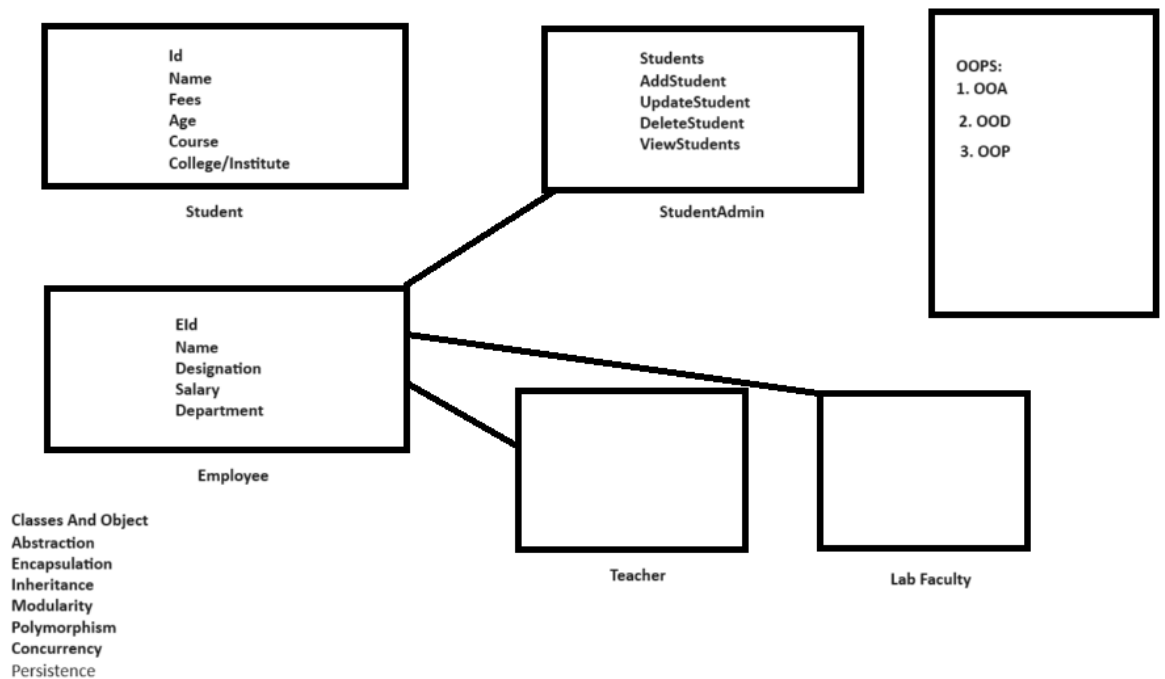 Id
Name
Fees
Age
Course
College/Institute
Student
Students
AddStudent
UpdateStudent
DeleteStudent
ViewStudents
StudentAdmin
OOPS:
1. OOA
2. OOD
3. OOP
EId
Name
Designation
Salary
Department
Employee
Teacher
Lab Faculty
Classes And Object
Abstraction
Encapsulation
Inheritance
Modularity
Polymorphism
Concurrency
Persistence